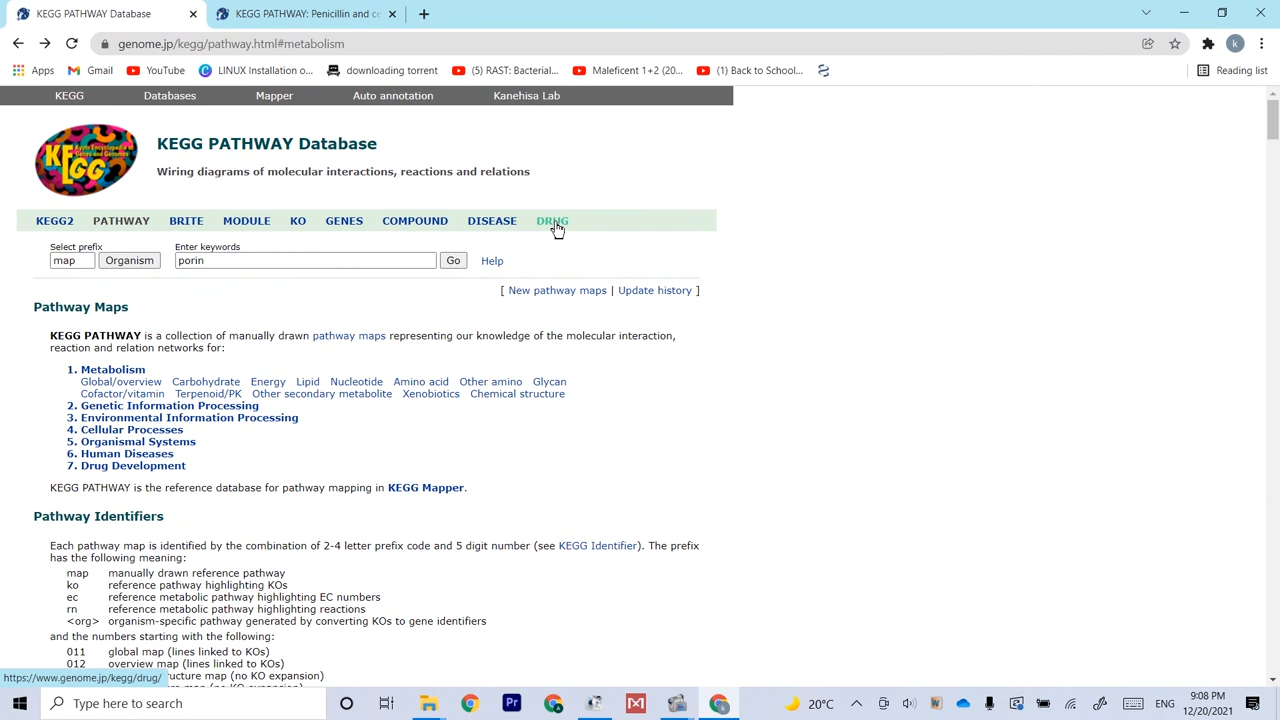 KEGG PATHWAY Database
KEGG PATHWAY: Penicillin and ce
genome.jp/kegg/pathway.html#metabolism
k
Apps Gmail YouTube LINUX Installation o... downloading torrent (5) RAST: Bacterial... Maleficent 1+2 (20... (1) Back to School... Reading list
KEGG Databases Mapper Auto annotation Kanehisa Lab
KEGG
KEGG PATHWAY Database
Wiring diagrams of molecular interactions, reactions and relations
KEGG2 PATHWAY BRITE MODULE KO GENES COMPOUND DISEASE DRUG
Select prefix Enter keywords
map Organism porin Go Help
[ New pathway maps | Update history ]
Pathway Maps
KEGG PATHWAY is a collection of manually drawn pathway maps representing our knowledge of the molecular interaction,
reaction and relation networks for:
1. Metabolism
Global/overview Carbohydrate Energy Lipid Nucleotide Amino acid Other amino Glycan
Cofactor/vitamin Terpenoid/PK Other secondary metabolite Xenobiotics Chemical structure
2. Genetic Information Processing
3. Environmental Information Processing
4. Cellular Processes
5. Organismal Systems
6. Human Diseases
7. Drug Development
KEGG PATHWAY is the reference database for pathway mapping in KEGG Mapper.
Pathway Identifiers
Each pathway map is identified by the combination of 2-4 letter prefix code and 5 digit number (see KEGG Identifier). The prefix
has the following meaning:
map manually drawn reference pathway
ko reference pathway highlighting KOs
ec reference metabolic pathway highlighting EC numbers
rn reference metabolic pathway highlighting reactions
<org> organism-specific pathway generated by converting KOs to gene identifiers
and the numbers starting with the following:
011 global map (lines linked to KOs)
012 overview map (lines linked to KOs)
structure map (no KO expansion)
https://www.genome.jp/kegg/drug/
Type here to search
Pr
M
20°C
ENG
9:08 PM
12/20/2021